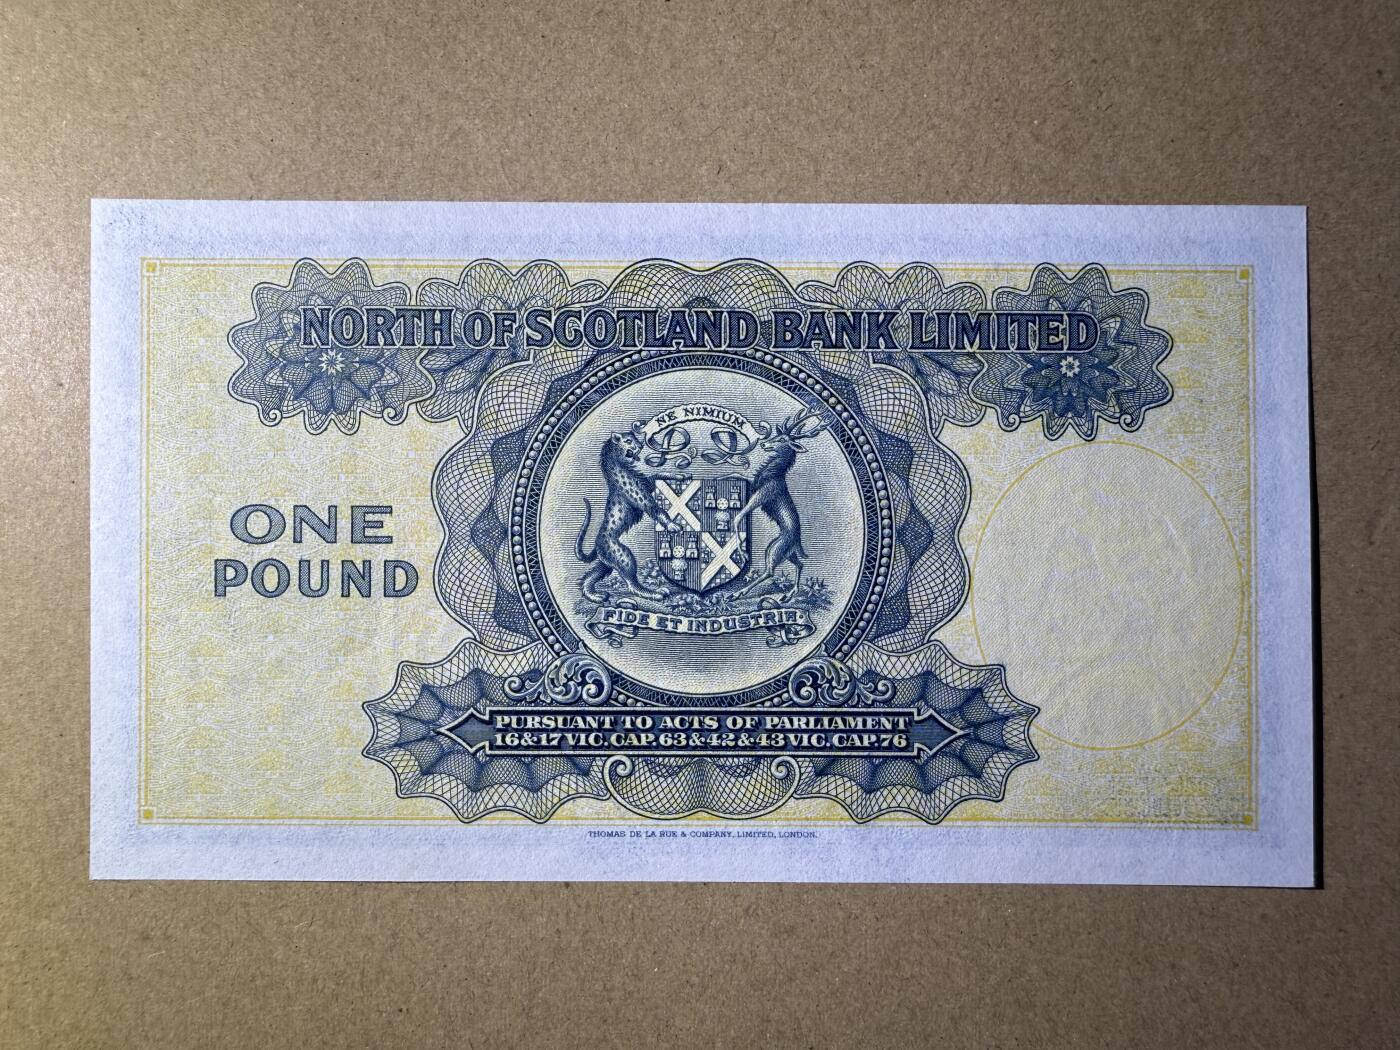 NORTH OF SCOTLAND BANK LIMITED
NE NIMIUM
ONE
POUND
FIDE ET INDUSTRIA.
PURSUANT TO ACTS OF PARLIAMENT
16&17 VIC. CAP. 63&42&43 VIC. CAP. 76
THOMAS DE LA RUE & COMPANY, LIMITED, LONDON.